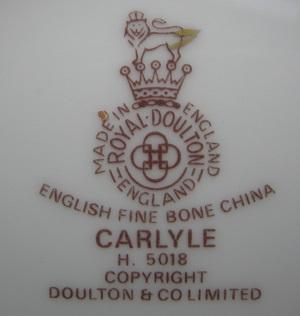 MADE IN ENGLAND
ROYAL·DOULTON
ENGLAND
ENGLISH FINE BONE CHINA
CARLYLE
H. 5018
COPYRIGHT
DOULTON & CO LIMITED